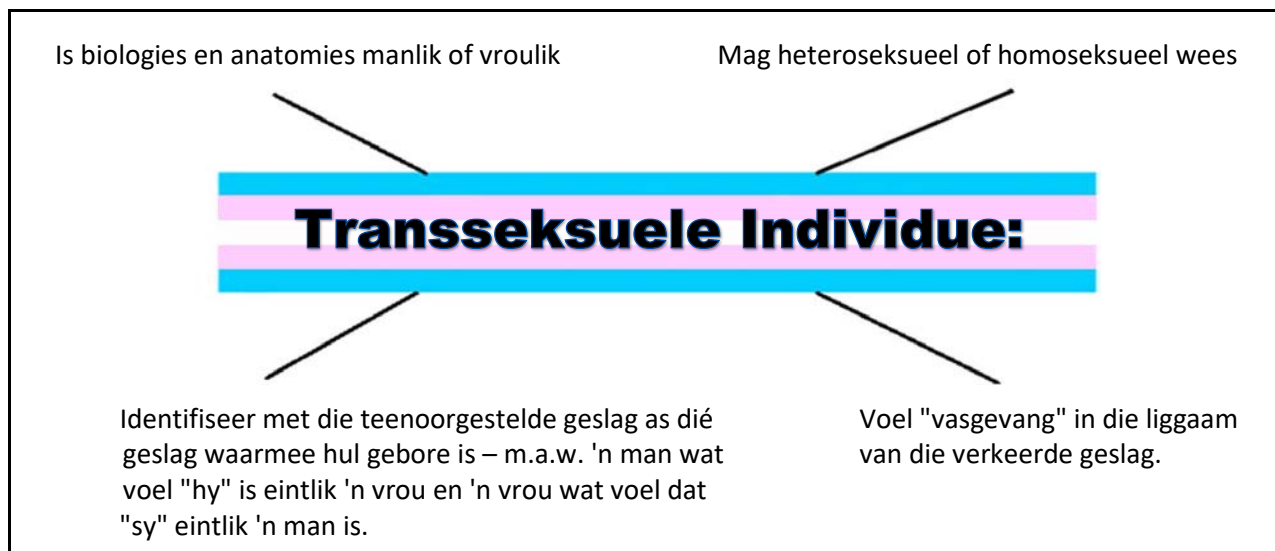 Is biologies en anatomies manlik of vroulik
Mag heteroseksueel of homoseksueel wees
Transseksuele Individue:
Identifiseer met die teenoorgestelde geslag as dié
geslag waarmee hul gebore is – m.a.w. 'n man wat
voel "hy" is eintlik 'n vrou en 'n vrou wat voel dat
"sy" eintlik 'n man is.
Voel "vasgevang" in die liggaam
van die verkeerde geslag.